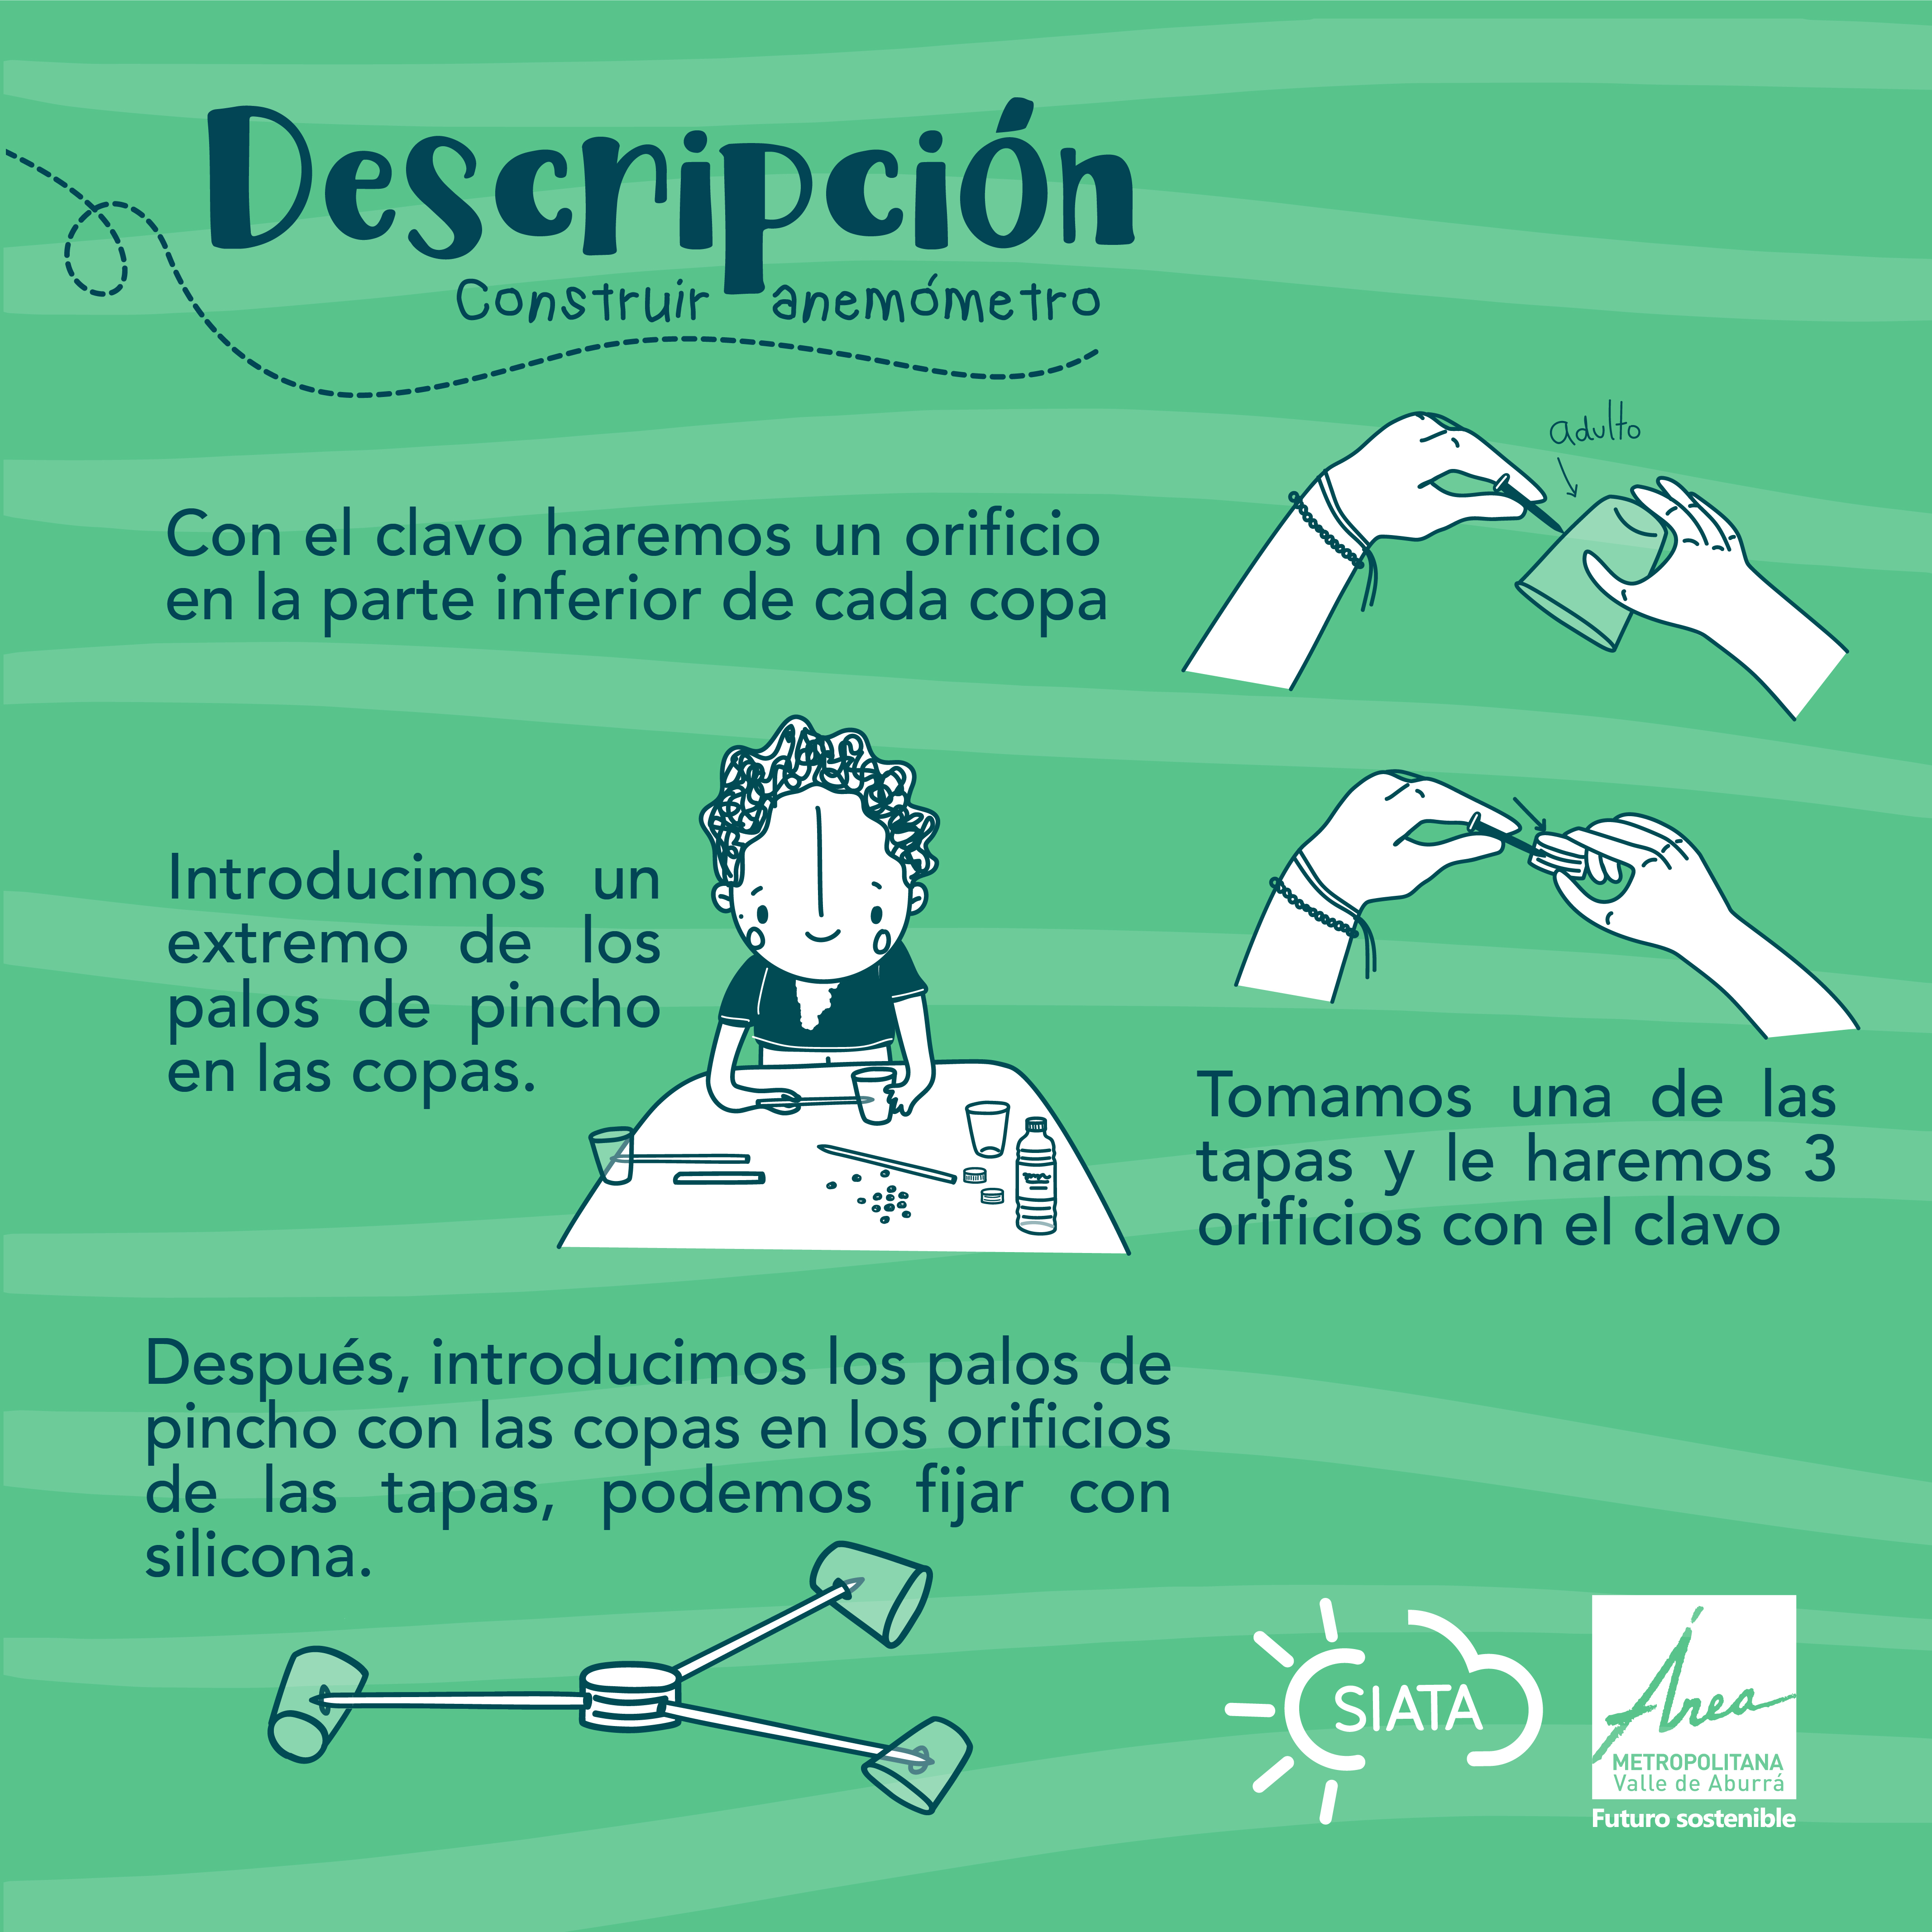 Descripción
Construir anemómetro
adulto
Con el clavo haremos un orificio
en la parte inferior de cada copa
Introducimos un
extremo de los
palos de pincho
en las copas.
Tomamos una de las
tapas y le haremos 3
orificios con el clavo
Después, introducimos los palos de
pincho con las copas en los orificios
de las tapas, podemos fijar con
silicona.
SIATA
Área
METROPOLITANA
Valle de Aburrá
Futuro sostenible